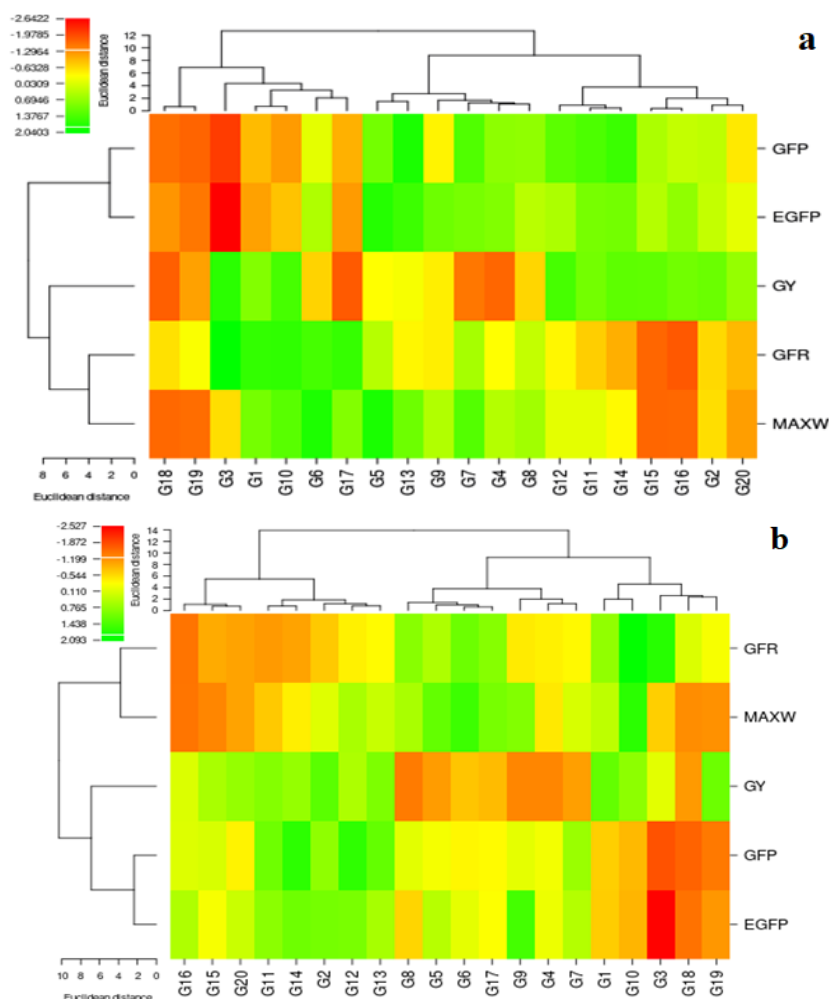 a
-2.6422
-1.9785
-1.2964
-0.6328
0.0309
0.6946
1.3767
2.0403
Euclidean distance
12
10
8
6
4
2
0
GFP
EGFP
GY
GFR
MAXW
8 6 4 2 0
Euclidean distance
G18 G19 G3 G1 G10 G6 G17 G5 G13 G9 G7 G4 G8 G12 G11 G14 G15 G16 G2 G20
b
-2.527
-1.872
-1.199
-0.544
0.110
0.765
1.438
2.093
Euclidean distance
14
12
10
8
6
4
2
0
GFR
MAXW
GY
GFP
EGFP
10 8 6 4 2 0
Euclidean distance
G16 G15 G20 G11 G14 G2 G12 G13 G8 G5 G6 G17 G9 G4 G7 G1 G10 G3 G18 G19